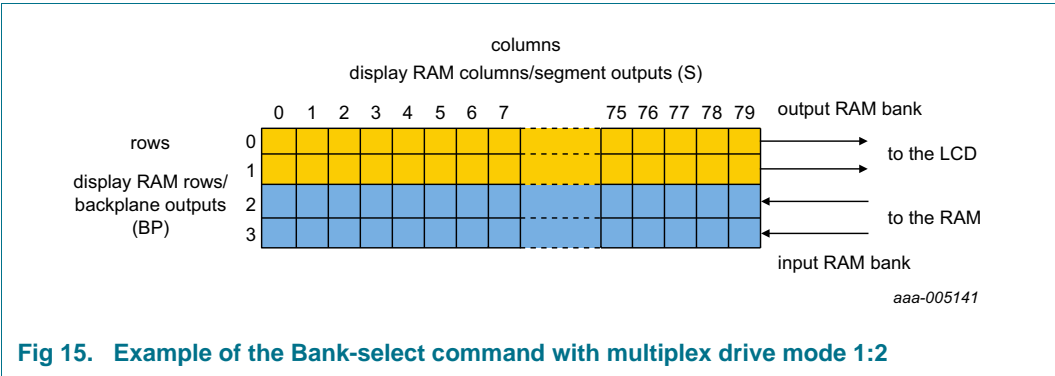 columns
display RAM columns/segment outputs (S)
0 1 2 3 4 5 6 7 75 76 77 78 79 output RAM bank
rows 0
to the LCD
display RAM rows/ 1
backplane outputs 2
to the RAM
(BP) 3
input RAM bank
aaa-005141
Fig 15. Example of the Bank-select command with multiplex drive mode 1:2